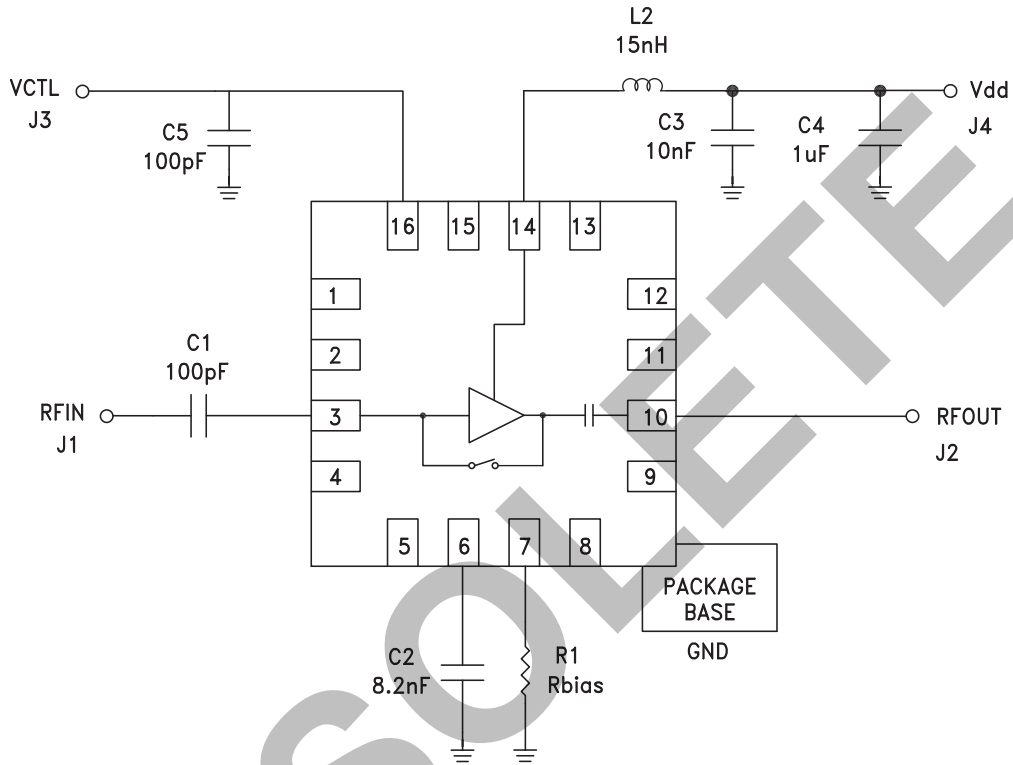 L2
15nH
VCTL
J3
C5
100pF
C3
10nF
C4
1uF
Vdd
J4
16
15
14
13
1
2
3
4
12
11
10
9
5
6
7
8
C1
100pF
RFIN
J1
RFOUT
J2
C2
8.2nF
R1
Rbias
PACKAGE
BASE
GND
SOLETE